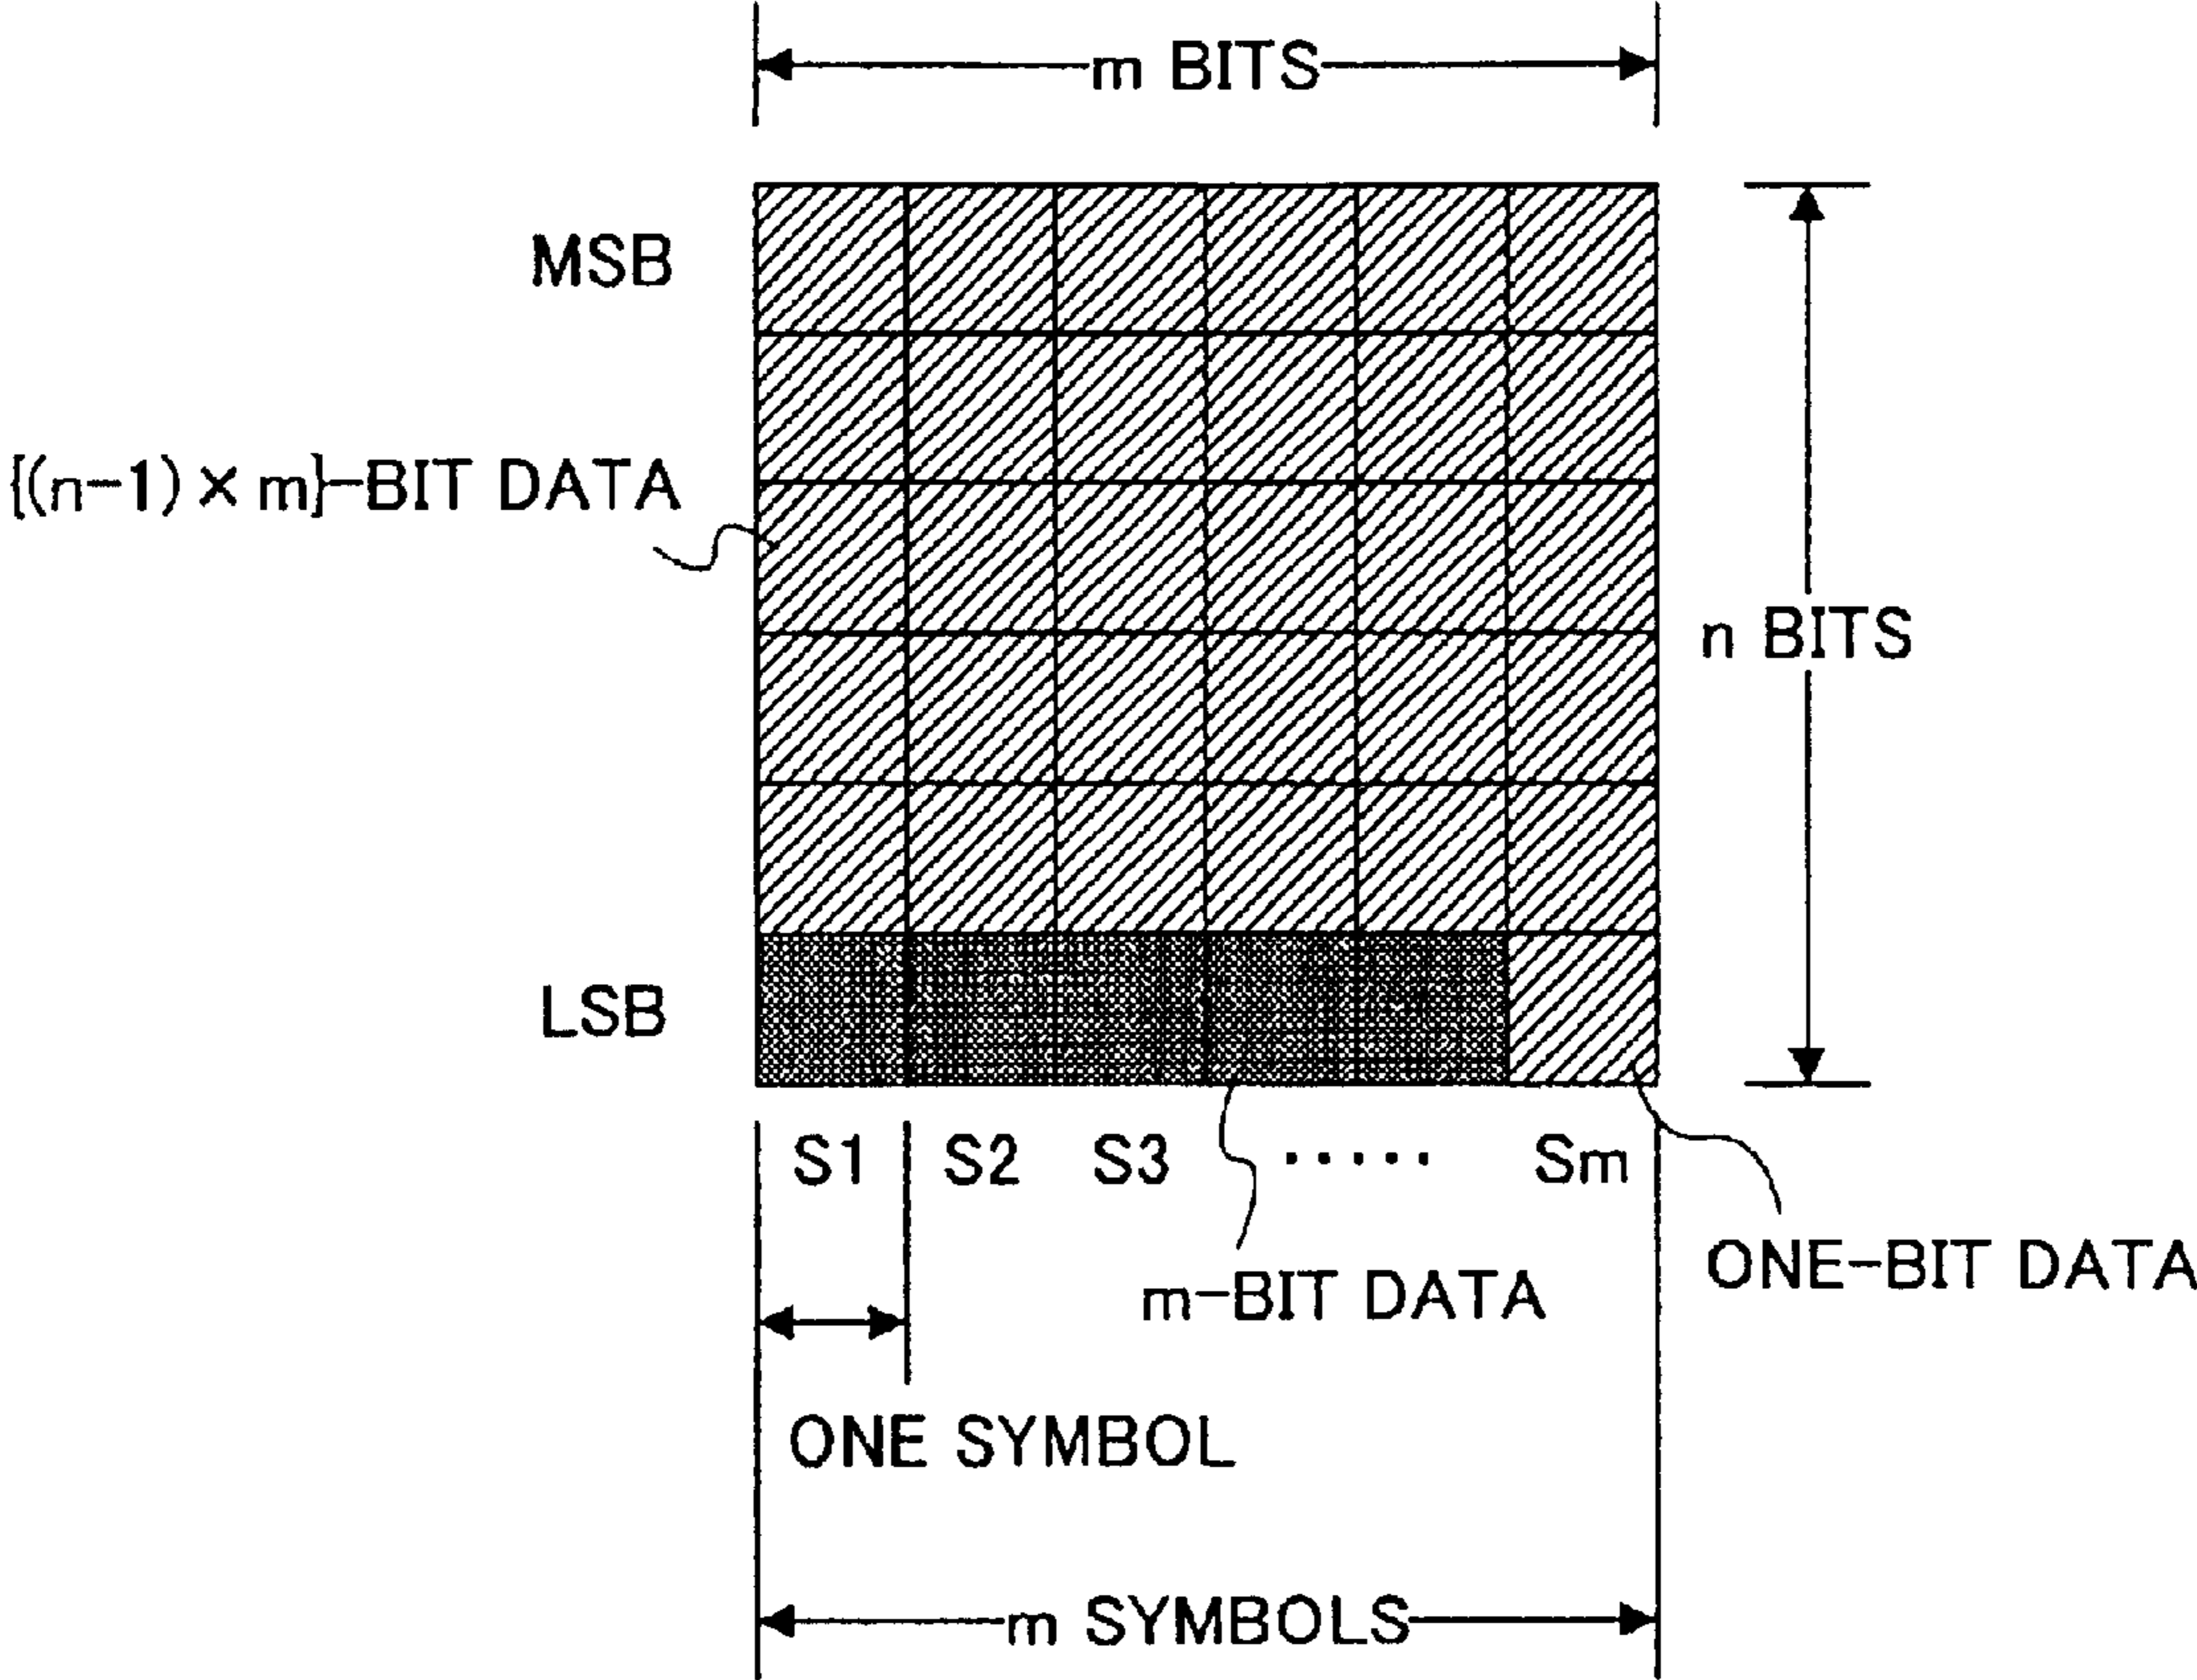 m BITS
MSB
{(n-1)×m}-BIT DATA
n BITS
LSB
S1 S2 S3 ····· Sm
ONE-BIT DATA
m-BIT DATA
ONE SYMBOL
m SYMBOLS